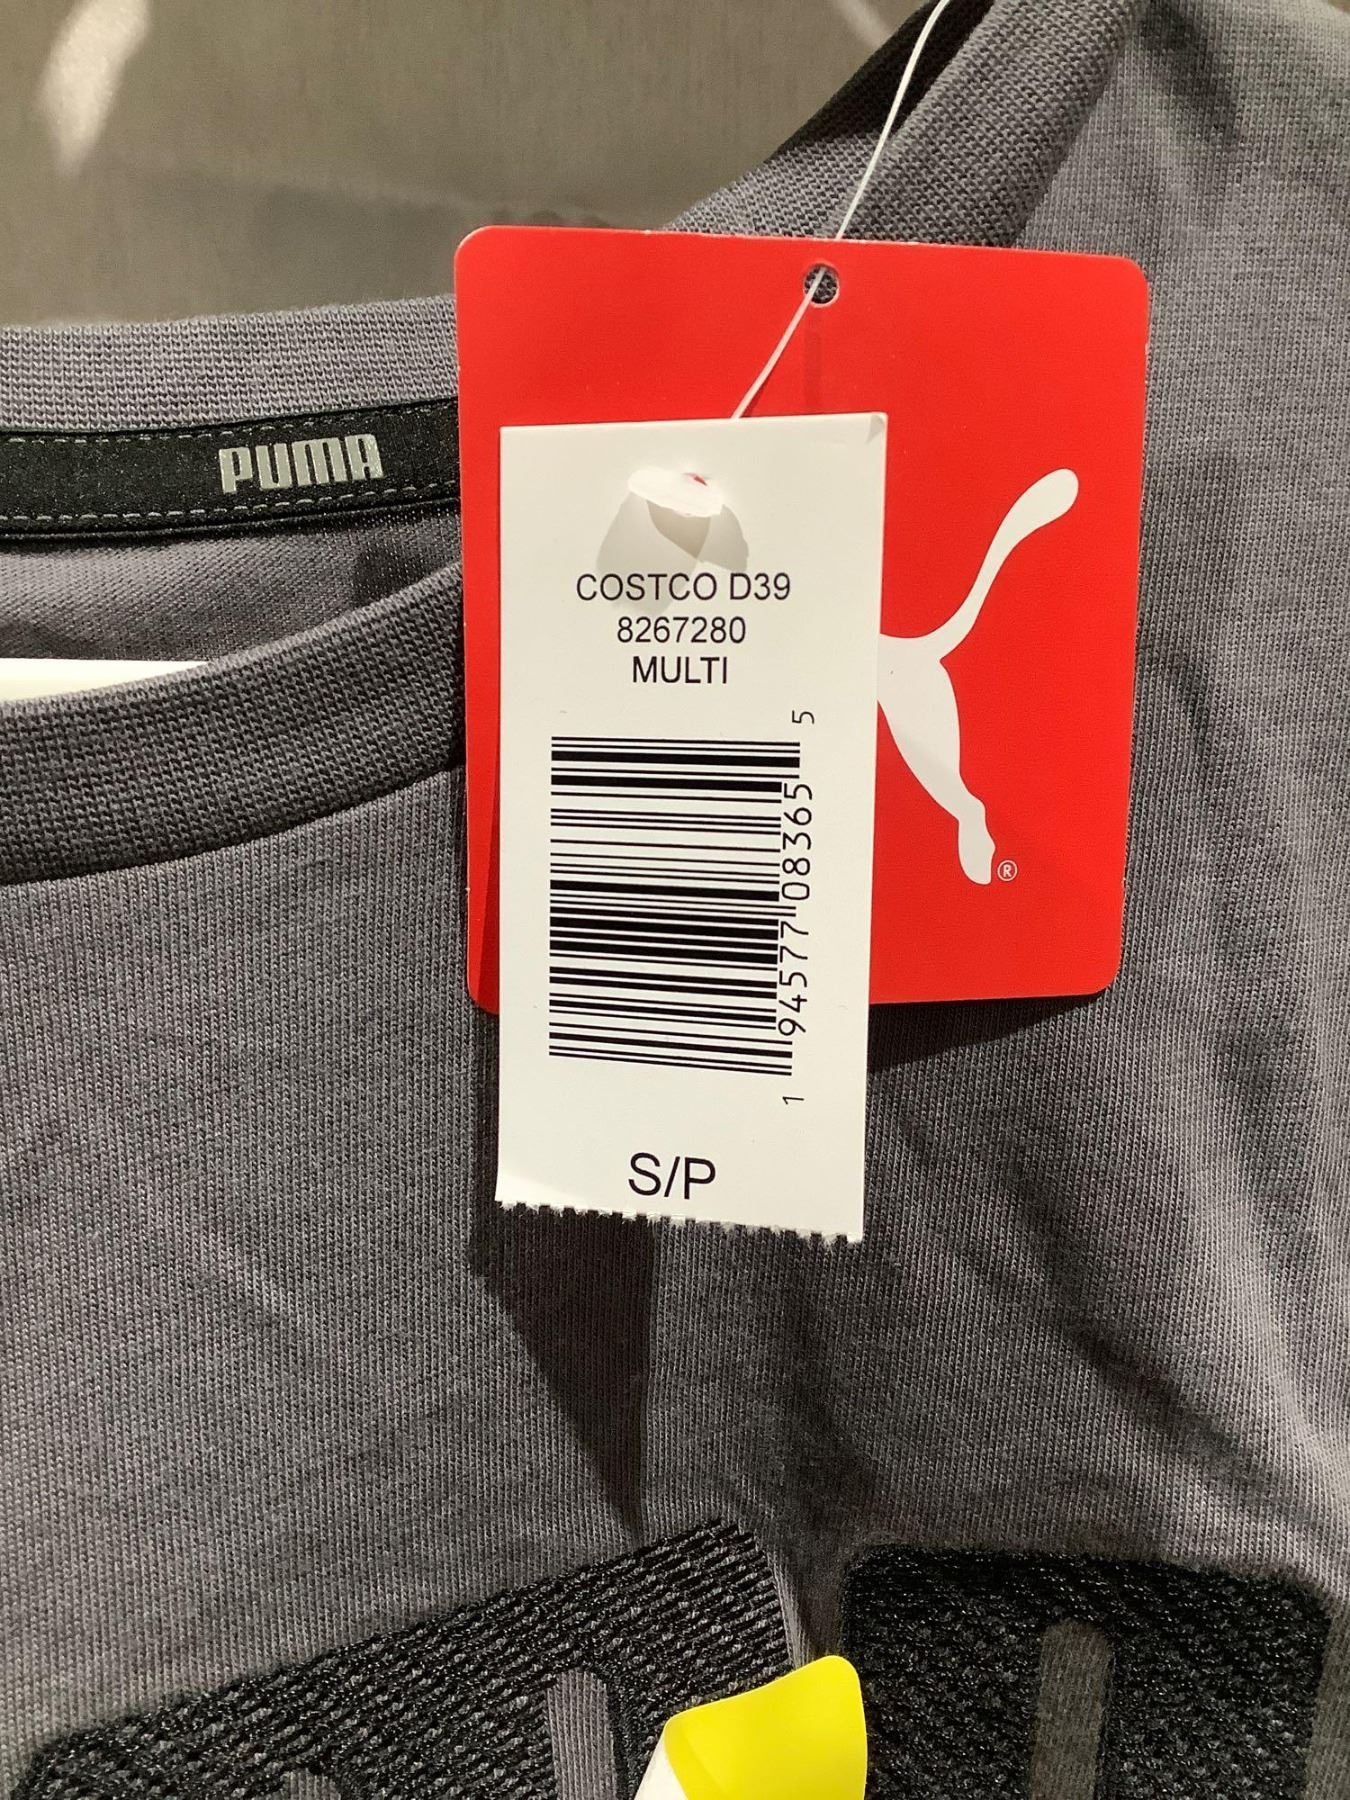 PUMA
COSTCO D39
8267280
MULTI
1 94577 08365 5
S/P
®